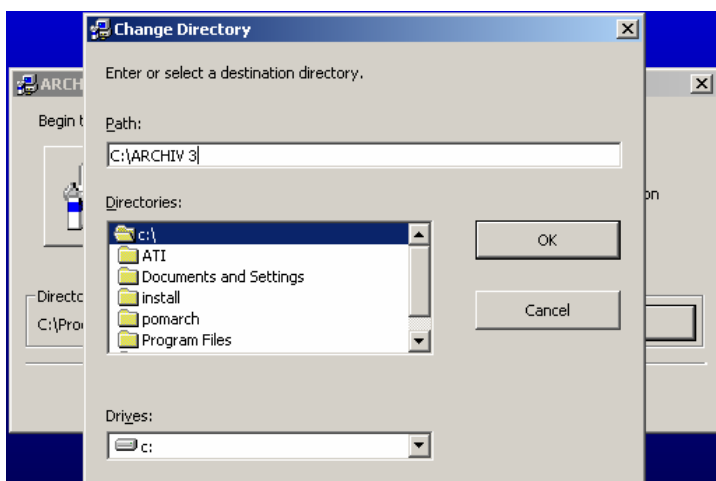 Change Directory
Enter or select a destination directory.
ARCH
Begin t
Path:
C:\ARCHIV 3
on
Directories:
c:\
ATI
Documents and Settings
install
pomarch
Program Files
OK
Cancel
Directo
C:\Pro
Drives:
c: